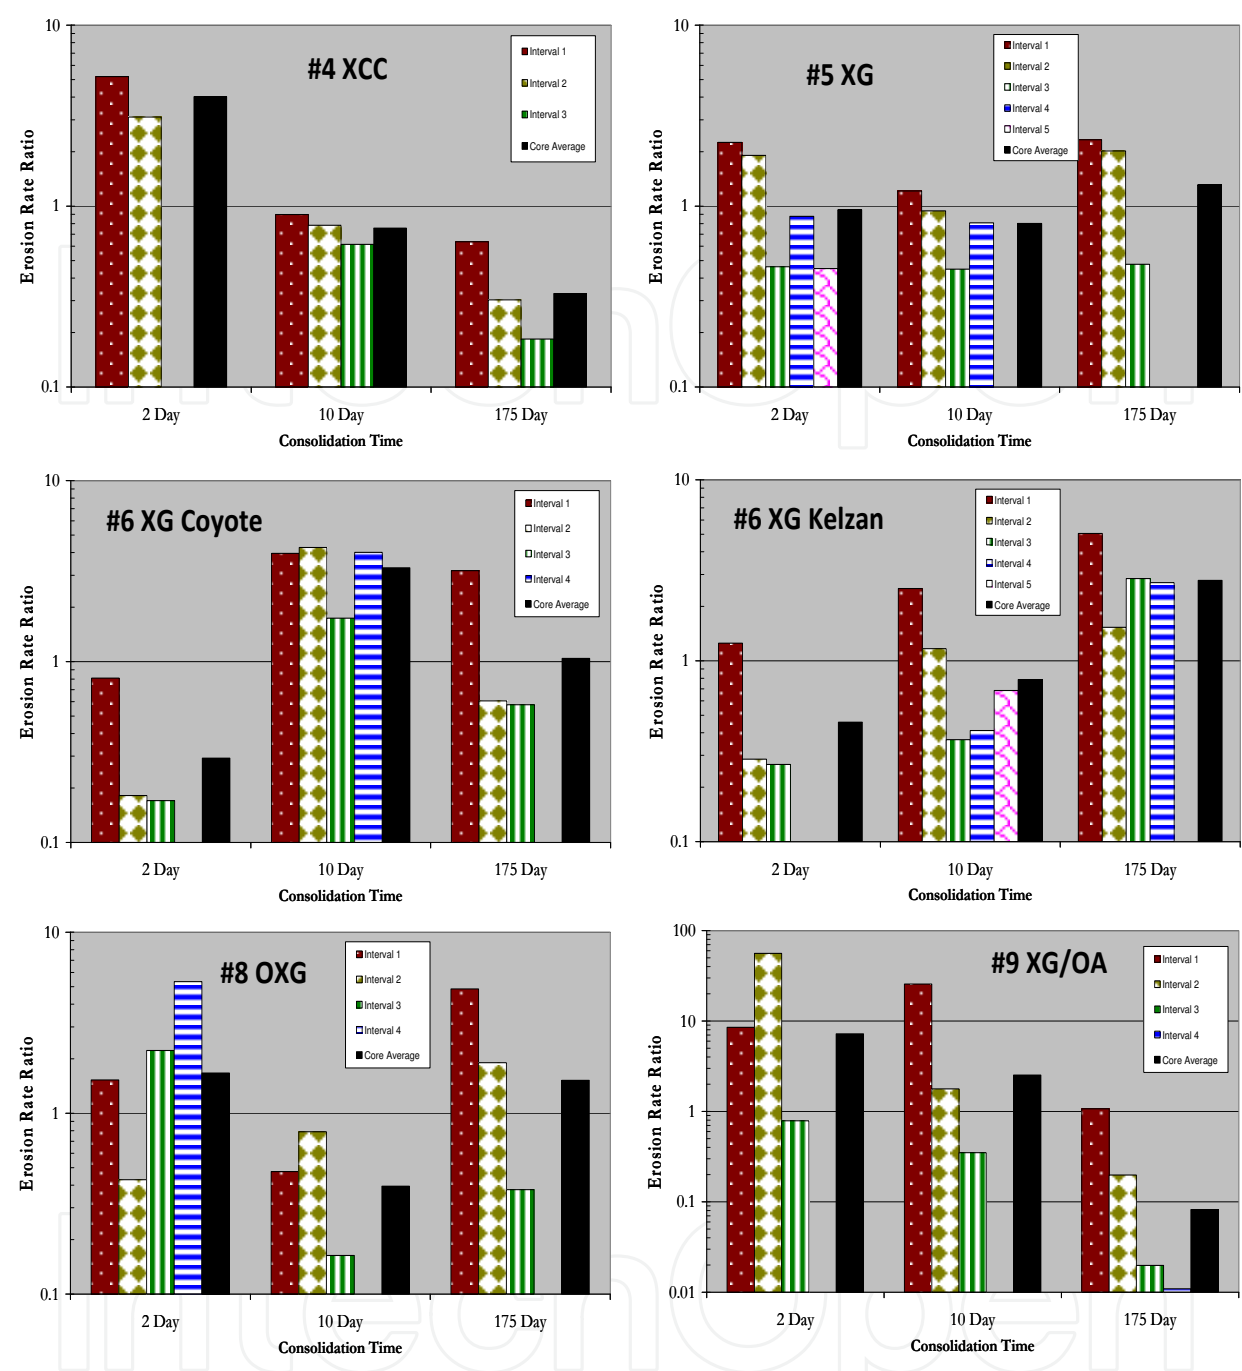 10
1
0.1
Erosion Rate Ratio
#4 XCC
Interval 1
Interval 2
Interval 3
Core Average
2 Day
10 Day
175 Day
Consolidation Time
10
1
0.1
Erosion Rate Ratio
#5 XG
Interval 1
Interval 2
Interval 3
Interval 4
Interval 5
Core Average
2 Day
10 Day
175 Day
Consolidation Time
10
1
0.1
Erosion Rate Ratio
#6 XG Coyote
Interval 1
Interval 2
Interval 3
Interval 4
Core Average
2 Day
10 Day
175 Day
Consolidation Time
10
1
0.1
Erosion Rate Ratio
#6 XG Kelzan
Interval 1
Interval 2
Interval 3
Interval 4
Interval 5
Core Average
2 Day
10 Day
175 Day
Consolidation Time
10
1
0.1
Erosion Rate Ratio
#8 OXG
Interval 1
Interval 2
Interval 3
Interval 4
Core Average
2 Day
10 Day
175 Day
Consolidation Time
100
10
1
0.1
0.01
Erosion Rate Ratio
#9 XG/OA
Interval 1
Interval 2
Interval 3
Interval 4
Core Average
2 Day
10 Day
175 Day
Consolidation Time
IntechOpen
IntechOpen